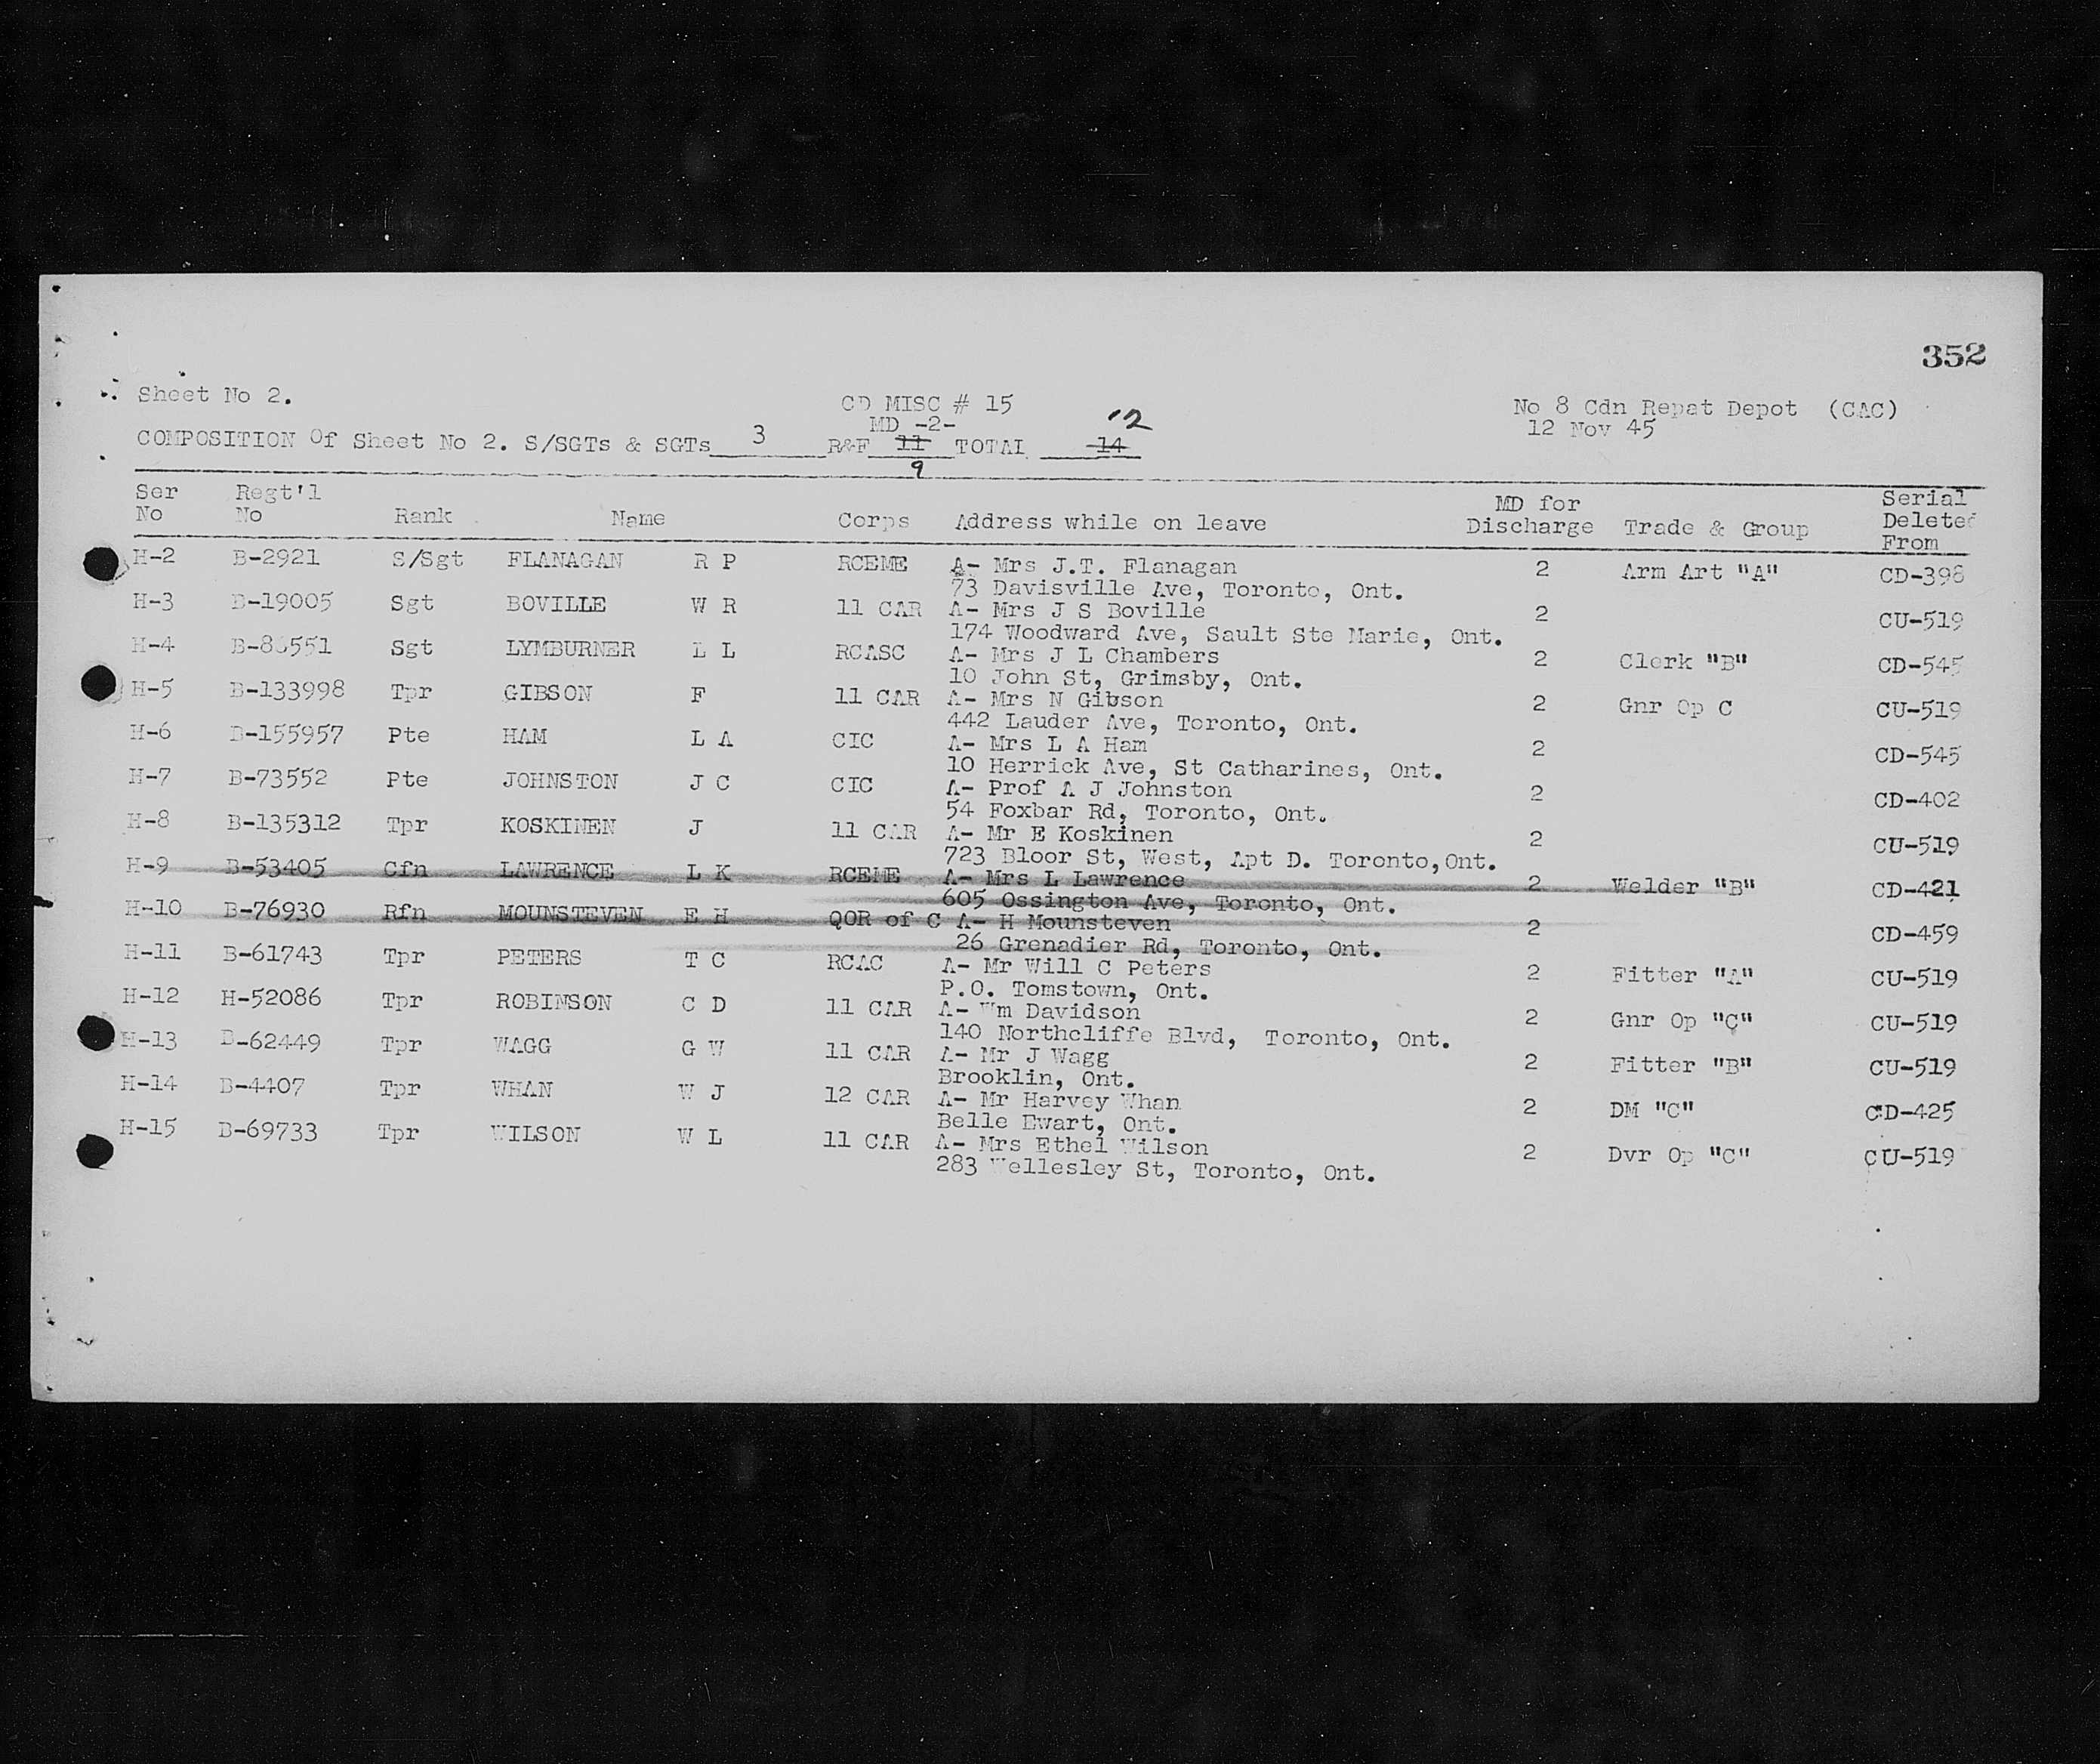 352
Sheet No 2.
CD MISC # 15
No 8 Cdn Repat Depot (CAC)
MD -2-
12
12 Nov 45
COMPOSITION Of Sheet No 2. S/SGTs & SGTs 3 R&F 11 TOTAL 14
9
Ser No Regt'l No Rank Name Corps Address while on leave MD for Discharge Trade & Group Serial Deleted From
H-2 B-2921 S/Sgt FLANAGAN R P RCEME A- Mrs J.T. Flanagan 2 Arm Art "A" CD-398
73 Davisville Ave, Toronto, Ont.
H-3 B-19005 Sgt BOVILLE W R 11 CAR A- Mrs J S Boville 2 CU-519
174 Woodward Ave, Sault Ste Marie, Ont.
H-4 B-86551 Sgt LYMBURNER L L RCASC A- Mrs J L Chambers 2 Clerk "B" CD-545
10 John St, Grimsby, Ont.
H-5 B-133998 Tpr GIBSON F 11 CAR A- Mrs N Gibson 2 Gnr Op C CU-519
442 Lauder Ave, Toronto, Ont.
H-6 B-155957 Pte HAM L A CIC A- Mrs L A Ham 2 CD-545
10 Herrick Ave, St Catharines, Ont.
H-7 B-73552 Pte JOHNSTON J C CIC A- Prof A J Johnston 2 CD-402
54 Foxbar Rd, Toronto, Ont.
H-8 B-135312 Tpr KOSKINEN J 11 CAR A- Mr E Koskinen 2 CU-519
723 Bloor St, West, Apt D. Toronto,Ont.
H-9 B-53405 Cfn LAWRENCE L K RCEME A- Mrs L Lawrence 2 Welder "B" CD-421
605 Ossington Ave, Toronto, Ont.
H-10 B-76930 Rfn MOUNSTEVEN E H QOR of C A- H Mounsteven 2 CD-459
26 Grenadier Rd, Toronto, Ont.
H-11 B-61743 Tpr PETERS T C RCAC A- Mr Will C Peters 2 Fitter "A" CU-519
P.O. Tomstown, Ont.
H-12 H-52086 Tpr ROBINSON C D 11 CAR A- Wm Davidson 2 Gnr Op "C" CU-519
140 Northcliffe Blvd, Toronto, Ont.
H-13 B-62449 Tpr WAGG G W 11 CAR A- Mr J Wagg 2 Fitter "B" CU-519
Brooklin, Ont.
H-14 B-4407 Tpr WHAN W J 12 CAR A- Mr Harvey Whan 2 DM "C" CD-425
Belle Ewart, Ont.
H-15 B-69733 Tpr WILSON W L 11 CAR A- Mrs Ethel Wilson 2 Dvr Op "C" CU-519
283 Wellesley St, Toronto, Ont.